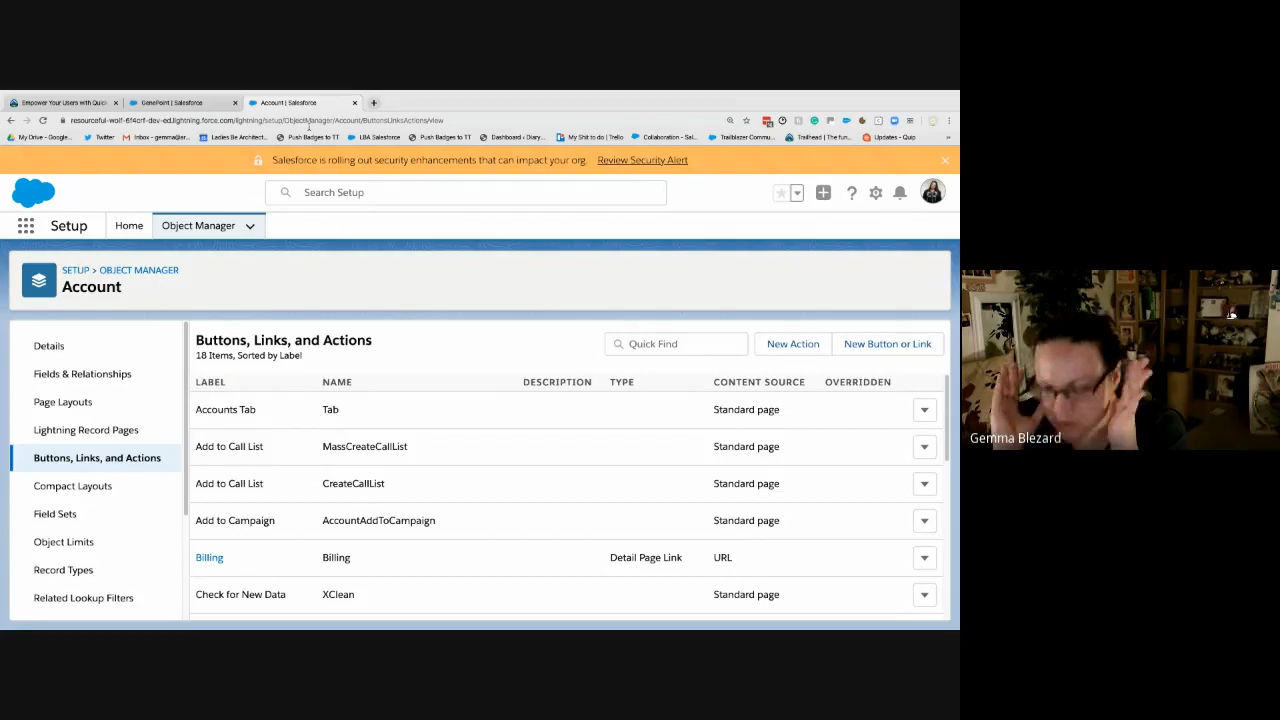 Empower Your Users with Quick
GenePoint | Salesforce
Account | Salesforce
resourceful-wolf-6f4crf-dev-ed.lightning.force.com/lightning/setup/ObjectManager/Account/ButtonsLinksActions/view
My Drive - Google...
Twitter
Inbox - gemma@ar...
Ladies Be Architect...
Push Badges to TT
LBA Salesforce
Push Badges to TT
Dashboard ‹ Diary...
My Shit to do | Trello
Collaboration - Sal...
Trailblazer Commu...
Trailhead | The fun...
Updates - Quip
»
Salesforce is rolling out security enhancements that can impact your org. Review Security Alert
Search Setup
Setup
Home
Object Manager
SETUP > OBJECT MANAGER
Account
Details
Fields & Relationships
Page Layouts
Lightning Record Pages
Buttons, Links, and Actions
Compact Layouts
Field Sets
Object Limits
Record Types
Related Lookup Filters
Buttons, Links, and Actions
18 Items, Sorted by Label
Quick Find
New Action
New Button or Link
LABEL NAME DESCRIPTION TYPE CONTENT SOURCE OVERRIDDEN
Accounts Tab Tab Standard page
Add to Call List MassCreateCallList Standard page
Add to Call List CreateCallList Standard page
Add to Campaign AccountAddToCampaign Standard page
Billing Billing Detail Page Link URL
Check for New Data XClean Standard page
Gemma Blezard